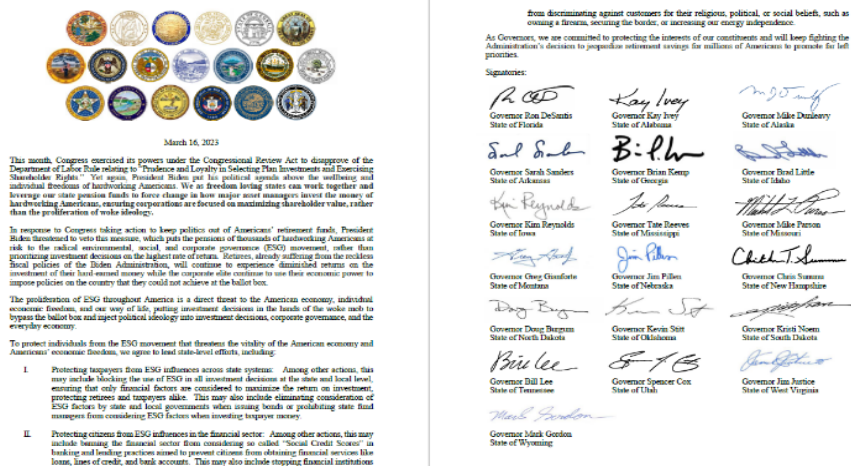 March 16, 2023
This month, Congress exercised its powers under the Congressional Review Act to disapprove of the
Department of Labor Rule relating to "Prudence and Loyalty in Selecting Plan Investments and Exercising
Shareholder Rights." Yet again, President Biden put his political agenda above the wellbeing and
individual freedoms of hardworking Americans. We as freedom loving states can work together and
leverage our state pension funds to force change in how major asset managers invest the money of
hardworking Americans, ensuring corporations are focused on maximizing shareholder value, rather
than the proliferation of woke ideology.
In response to Congress taking action to keep politics out of Americans' retirement funds, President
Biden threatened to veto this measure, which put the pensions of thousands of hardworking Americans at
risk to the radical environmental, social, and corporate governance (ESG) movement, rather than
prioritizing investment decisions on the highest rate of return. Retirees, already suffering from the reckless
fiscal policies of the Biden Administration, will continue to experience diminished returns on the
investment of their hard-earned money while the corporate elite continue to use their economic power to
impose policies on the country that they could not achieve at the ballot box.
The proliferation of ESG throughout America is a direct threat to the American economy, individual
economic freedom, and our way of life, putting investment decisions in the hands of the woke mob to
bypass the ballot box and inject political ideology into investment decisions, corporate governance, and the
everyday economy.
To protect individuals from the ESG movement that threatens the vitality of the American economy and
Americans' economic freedom, we agree to lead state-level efforts, including:
I. Protecting taxpayers from ESG influences across state systems: Among other actions, this
may include blocking the use of ESG in all investment decisions at the state and local level,
ensuring that only financial factors are considered to maximize the return on investment,
protecting retirees and taxpayers alike. This may also include eliminating consideration of
ESG factors by state and local governments when issuing bonds or prohibiting state fund
managers from considering ESG factors when investing taxpayer money.
II. Protecting citizens from ESG influences in the financial sector: Among other actions, this may
include banning the financial sector from considering so called "Social Credit Scores" in
banking and lending practices aimed to prevent citizens from obtaining financial services like
loans, lines of credit, and bank accounts. This may also include stopping financial institutions
from discriminating against customers for their religious, political, or social beliefs, such as
owning a firearm, securing the border, or increasing our energy independence.
As Governors, we are committed to protecting the interests of our constituents and will keep fighting the
Administration's decision to jeopardize retirement savings for millions of Americans to promote far left
priorities.
Signatories:
Kay Ivey
Governor Ron DeSantis Governor Kay Ivey Governor Mike Dunleavy
State of Florida State of Alabama State of Alaska
Governor Sarah Sanders Governor Brian Kemp Governor Brad Little
State of Arkansas State of Georgia State of Idaho
Kim Reynolds Tate Reeves
Governor Kim Reynolds Governor Tate Reeves Governor Mike Parson
State of Iowa State of Mississippi State of Missouri
Jim Pillen
Governor Greg Gianforte Governor Jim Pillen Governor Chris Sununu
State of Montana State of Nebraska State of New Hampshire
Governor Doug Burgum Governor Kevin Stitt Governor Kristi Noem
State of North Dakota State of Oklahoma State of South Dakota
Bill Lee
Governor Bill Lee Governor Spencer Cox Governor Jim Justice
State of Tennessee State of Utah State of West Virginia
Mark Gordon
Governor Mark Gordon
State of Wyoming